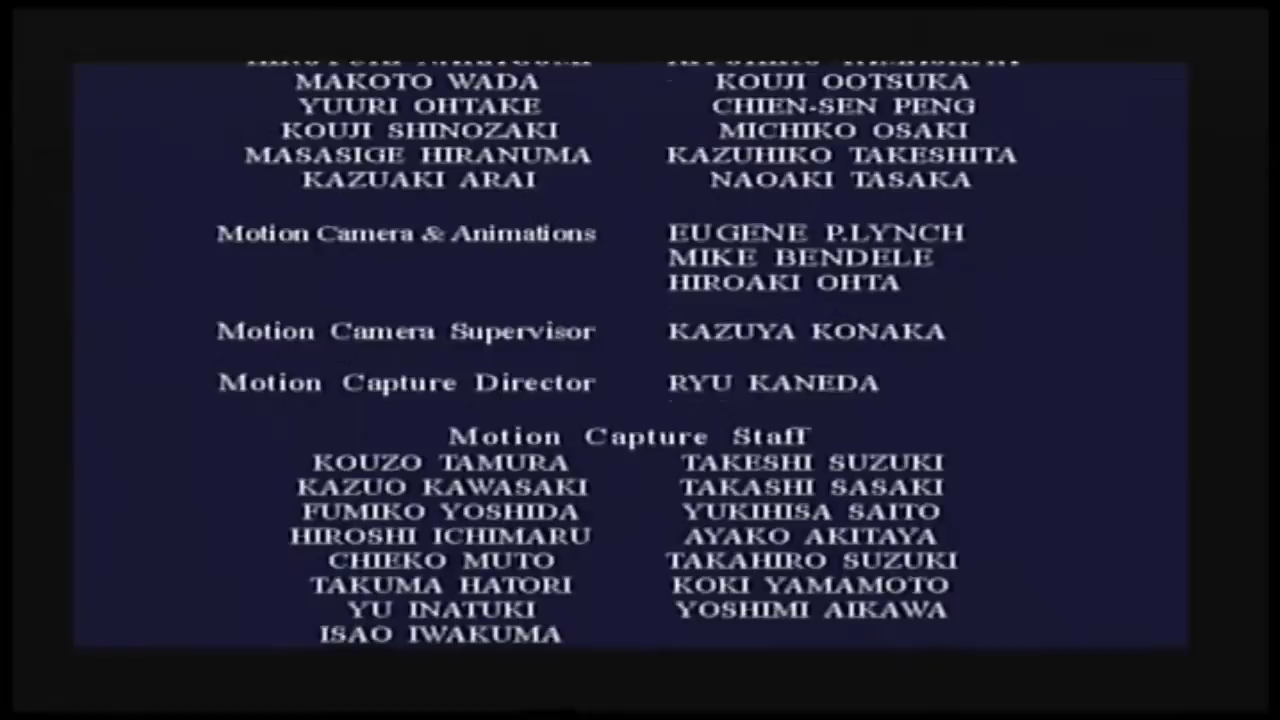 MAKOTO WADA KOUJI OOTSUKA
YUURI OHTAKE CHIEN-SEN PENG
KOUJI SHINOZAKI MICHIKO OSAKI
MASASIGE HIRANUMA KAZUHIKO TAKESHITA
KAZUAKI ARAI NAOAKI TASAKA
Motion Camera & Animations EUGENE P.LYNCH
MIKE BENDELE
HIROAKI OHTA
Motion Camera Supervisor KAZUYA KONAKA
Motion Capture Director RYU KANEDA
Motion Capture Staff
KOUZO TAMURA TAKESHI SUZUKI
KAZUO KAWASAKI TAKASHI SASAKI
FUMIKO YOSHIDA YUKIHISA SAITO
HIROSHI ICHIMARU AYAKO AKITAYA
CHIEKO MUTO TAKAHIRO SUZUKI
TAKUMA HATORI KOKI YAMAMOTO
YU INATUKI YOSHIMI AIKAWA
ISAO IWAKUMA